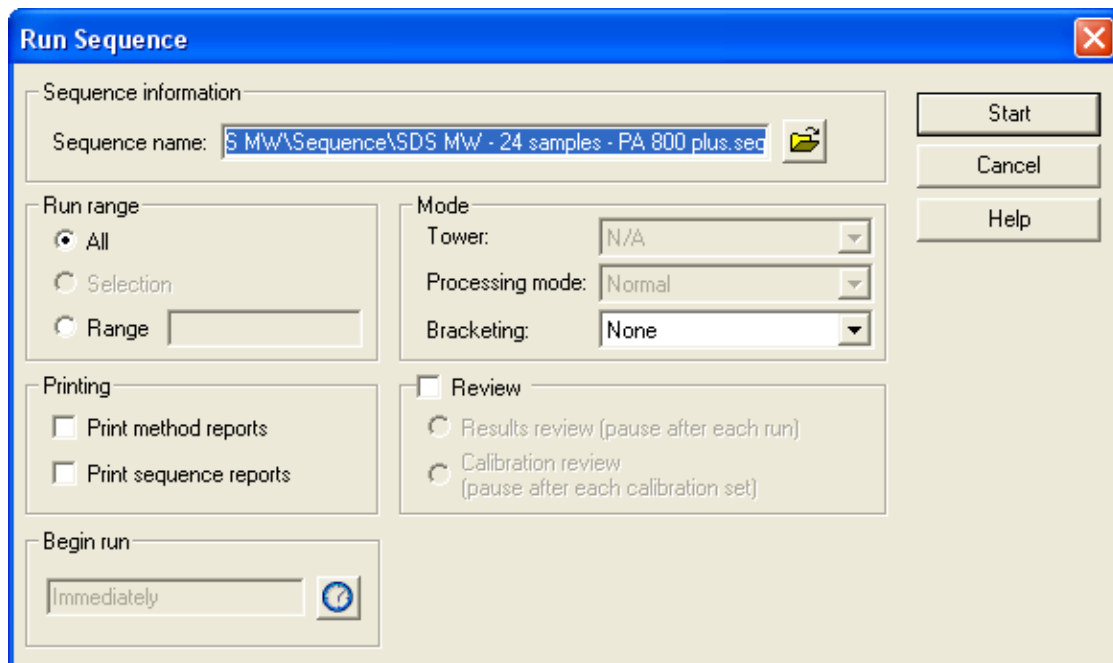 Run Sequence
Sequence information
Sequence name: S MW\Sequence\SDS MW - 24 samples - PA 800 plus.seq
Start
Cancel
Help
Run range
All
Selection
Range
Mode
Tower: N/A
Processing mode: Normal
Bracketing: None
Printing
Print method reports
Print sequence reports
Review
Results review (pause after each run)
Calibration review
(pause after each calibration set)
Begin run
Immediately